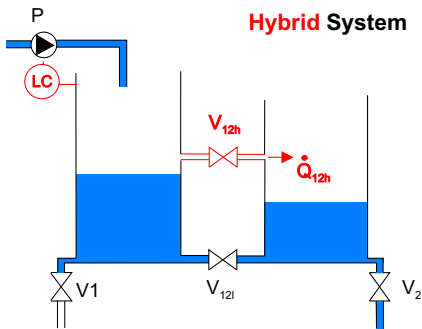 P
Hybrid System
LC
V12h
Q̇12h
V1
V12l
V2